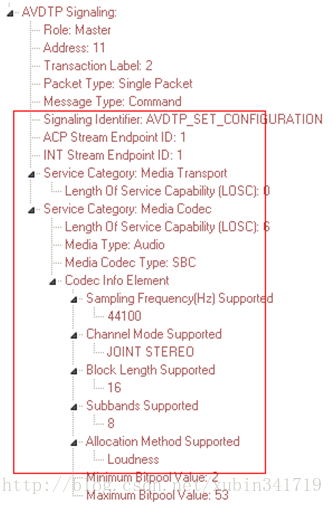 AVDTP Signaling:
Role: Master
Address: 11
Transaction Label: 2
Packet Type: Single Packet
Message Type: Command
Signaling Identifier: AVDTP_SET_CONFIGURATION
ACP Stream Endpoint ID: 1
INT Stream Endpoint ID: 1
Service Category: Media Transport
Length Of Service Capability (LOSC): 0
Service Category: Media Codec
Length Of Service Capability (LOSC): 6
Media Type: Audio
Media Codec Type: SBC
Codec Info Element
Sampling Frequency(Hz) Supported
44100
Channel Mode Supported
JOINT STEREO
Block Length Supported
16
Subbands Supported
8
Allocation Method Supported
Loudness
Minimum Bitpool Value: 2
http://blog.csdn.net/xubin341719
Maximum Bitpool Value: 53